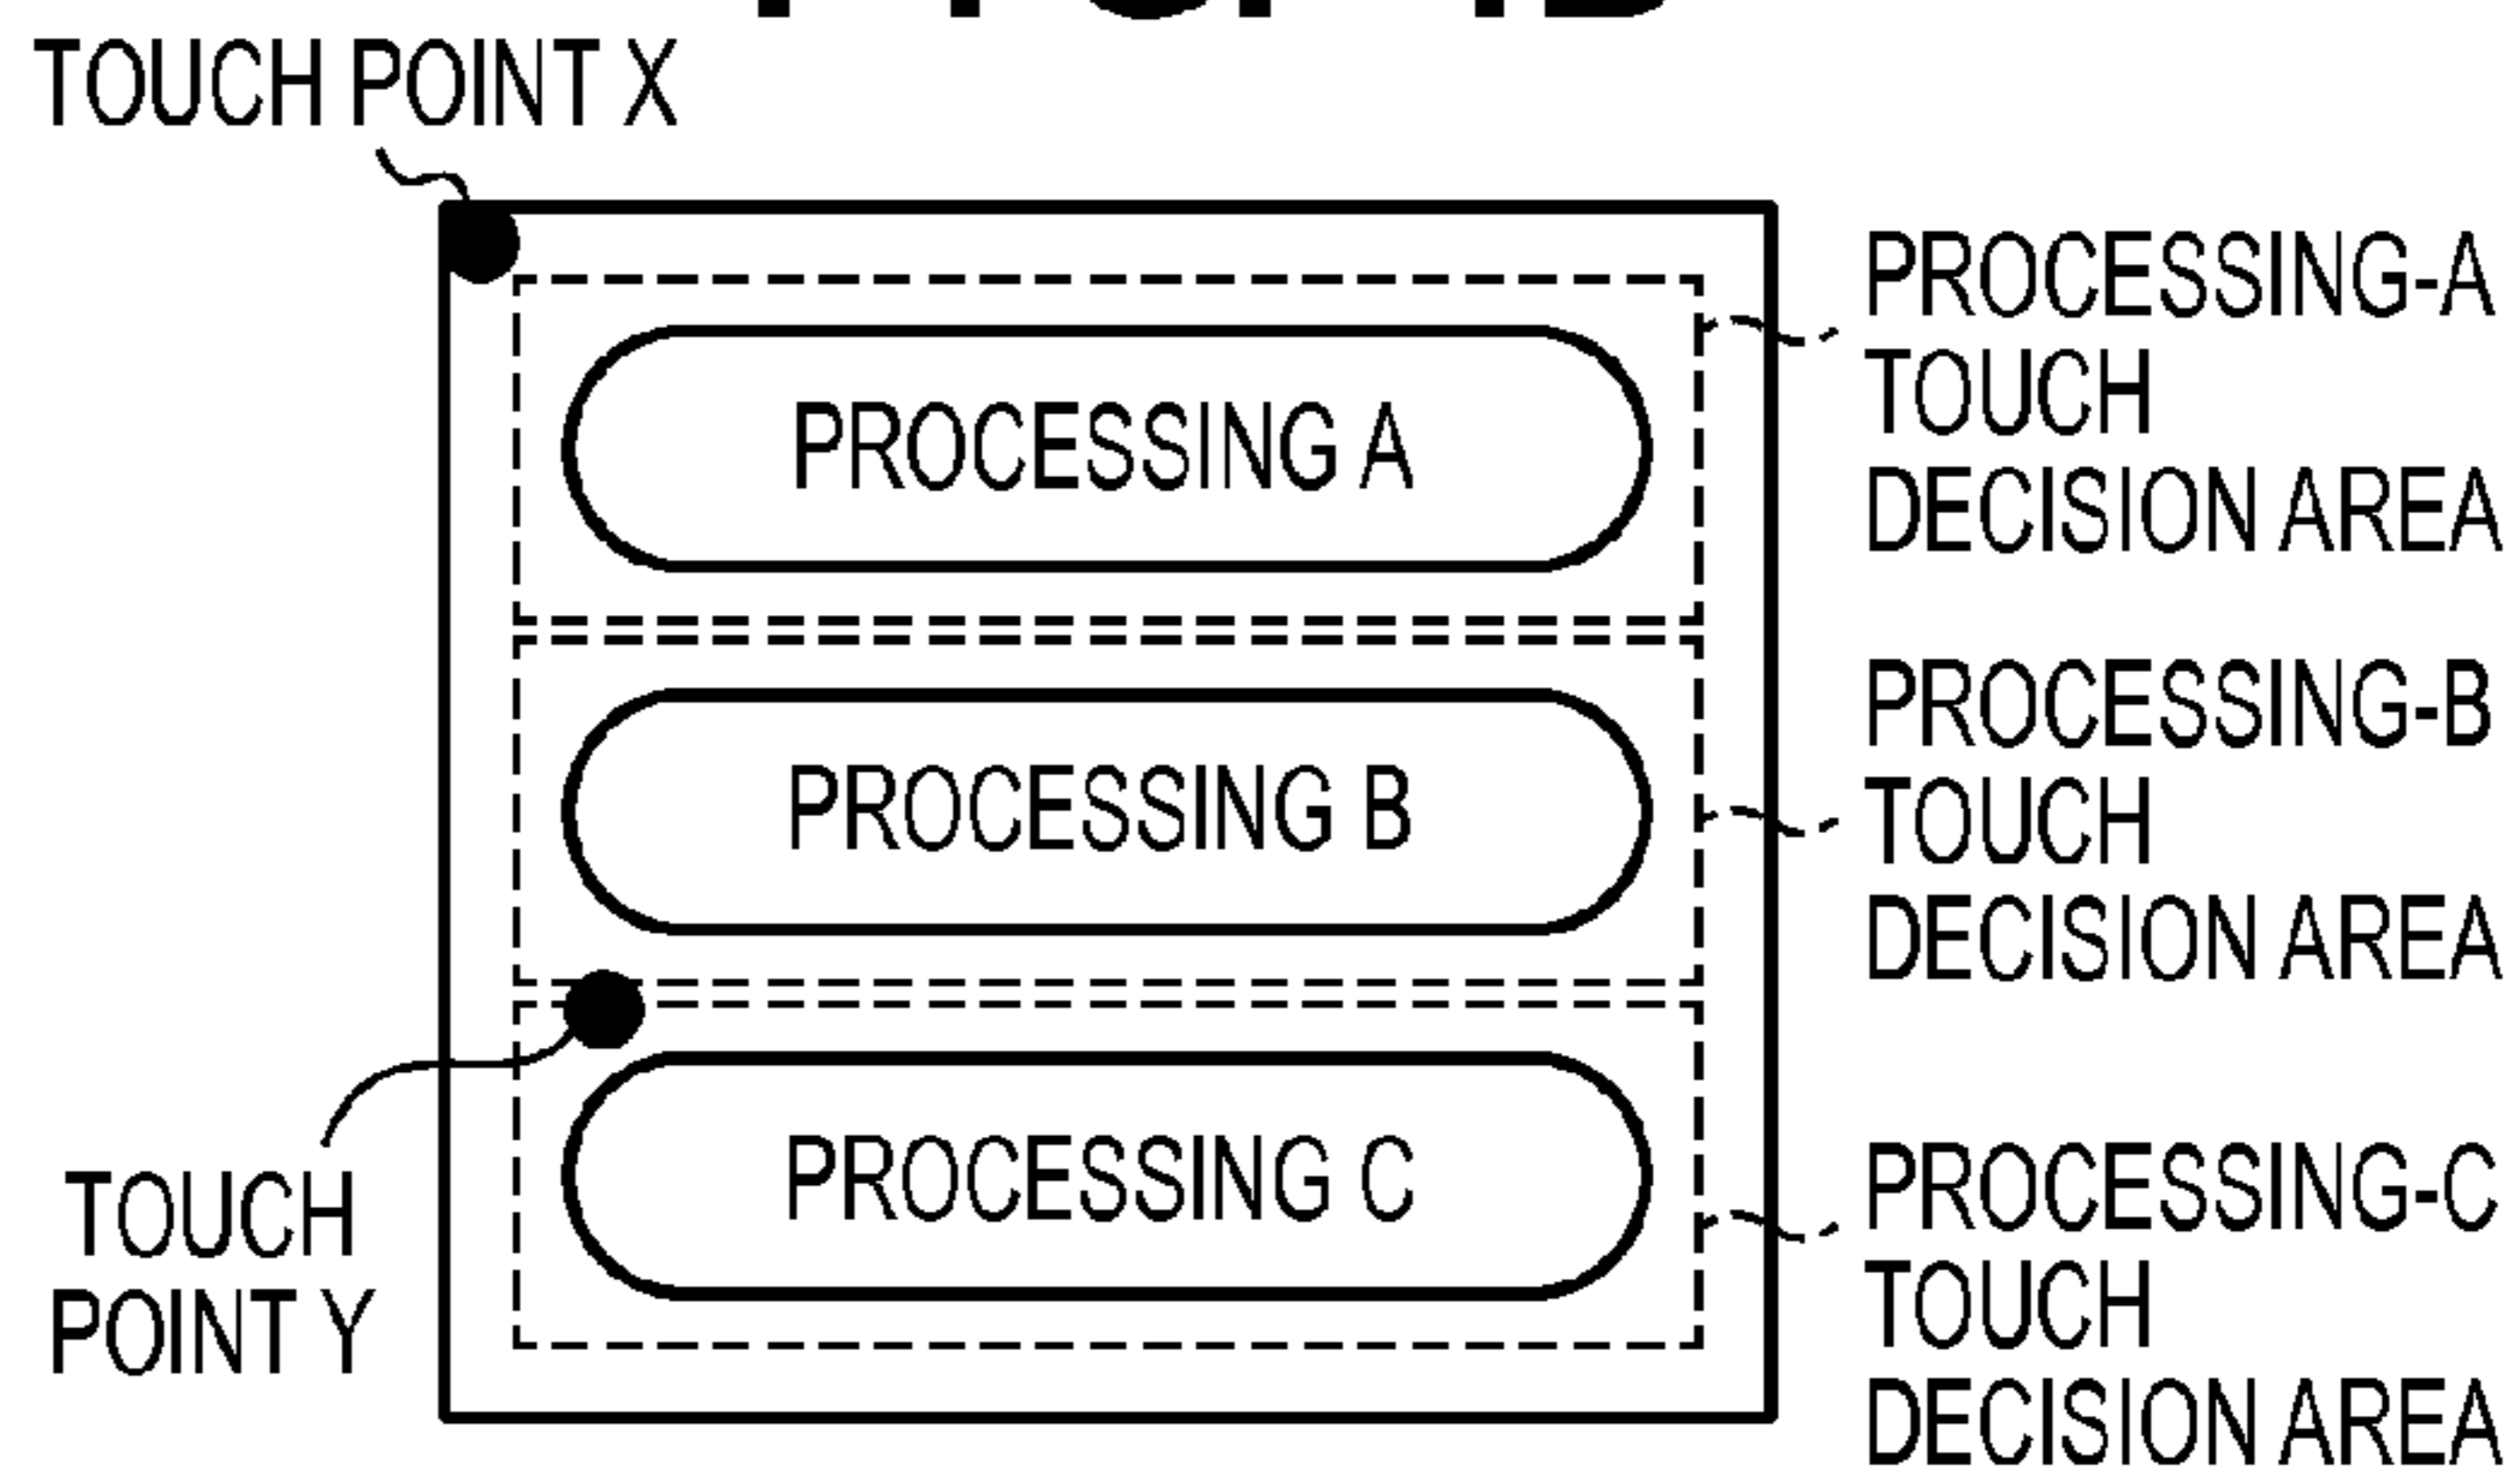 TOUCH POINT X
PROCESSING-A
TOUCH
DECISION AREA
PROCESSING A
PROCESSING-B
TOUCH
DECISION AREA
PROCESSING B
TOUCH
POINT Y
PROCESSING C
PROCESSING-C
TOUCH
DECISION AREA